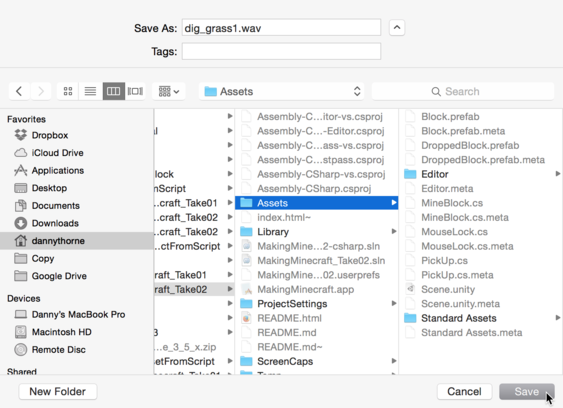 Save As: dig_grass1.wav
Tags:
Assets
Search
Favorites
Dropbox
iCloud Drive
Applications
Desktop
Documents
Downloads
dannythorne
Copy
Google Drive
Devices
Danny's MacBook Pro
Macintosh HD
Remote Disc
Shared
al
lock
nScript
...craft_Take01
...craft_Take02
...craft_Take02
...ctFromScript
raft_Take01
raft_Take02
3
...e_3_5_x.zip
setFromScript
Assembly-C...itor-vs.csproj
Assembly-C...-Editor.csproj
Assembly-C...ass-vs.csproj
Assembly-C...stpass.csproj
Assembly-CSharp-vs.csproj
Assembly-CSharp.csproj
Assets
index.html~
Library
MakingMine...2-csharp.sln
MakingMinecraft_Take02.sln
MakingMine...02.userprefs
MakingMinecraft.app
ProjectSettings
README.html
README.md
README.md~
ScreenCaps
Temp
Block.prefab
Block.prefab.meta
DroppedBlock.prefab
DroppedBlock.prefab.meta
Editor
Editor.meta
MineBlock.cs
MineBlock.cs.meta
MouseLock.cs
MouseLock.cs.meta
PickUp.cs
PickUp.cs.meta
Scene.unity
Scene.unity.meta
Standard Assets
Standard Assets.meta
New Folder
Cancel
Save